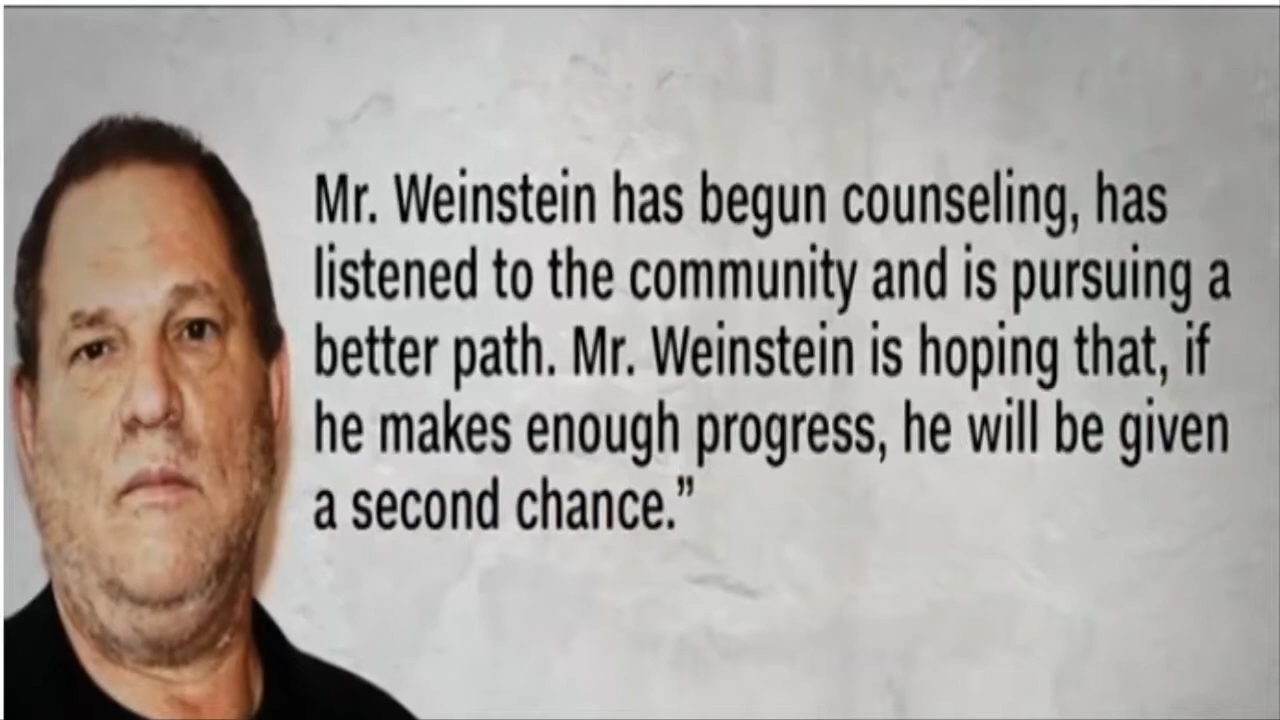 Mr. Weinstein has begun counseling, has
listened to the community and is pursuing a
better path. Mr. Weinstein is hoping that, if
he makes enough progress, he will be given
a second chance.”